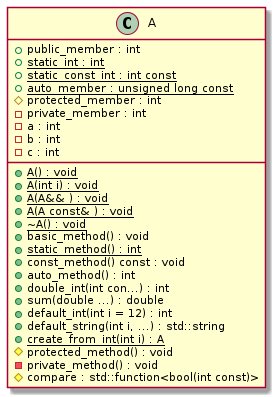 C A
public_member : int
static_int : int
static_const_int : int const
auto_member : unsigned long const
protected_member : int
private_member : int
a : int
b : int
c : int
A() : void
A(int i) : void
A(A&& ) : void
A(A const& ) : void
~A() : void
basic_method() : void
static_method() : int
const_method() const : void
auto_method() : int
double_int(int con...) : int
sum(double ...) : double
default_int(int i = 12) : int
default_string(int i, ...) : std::string
create_from_int(int i) : A
protected_method() : void
private_method() : void
compare : std::function<bool(int const)>